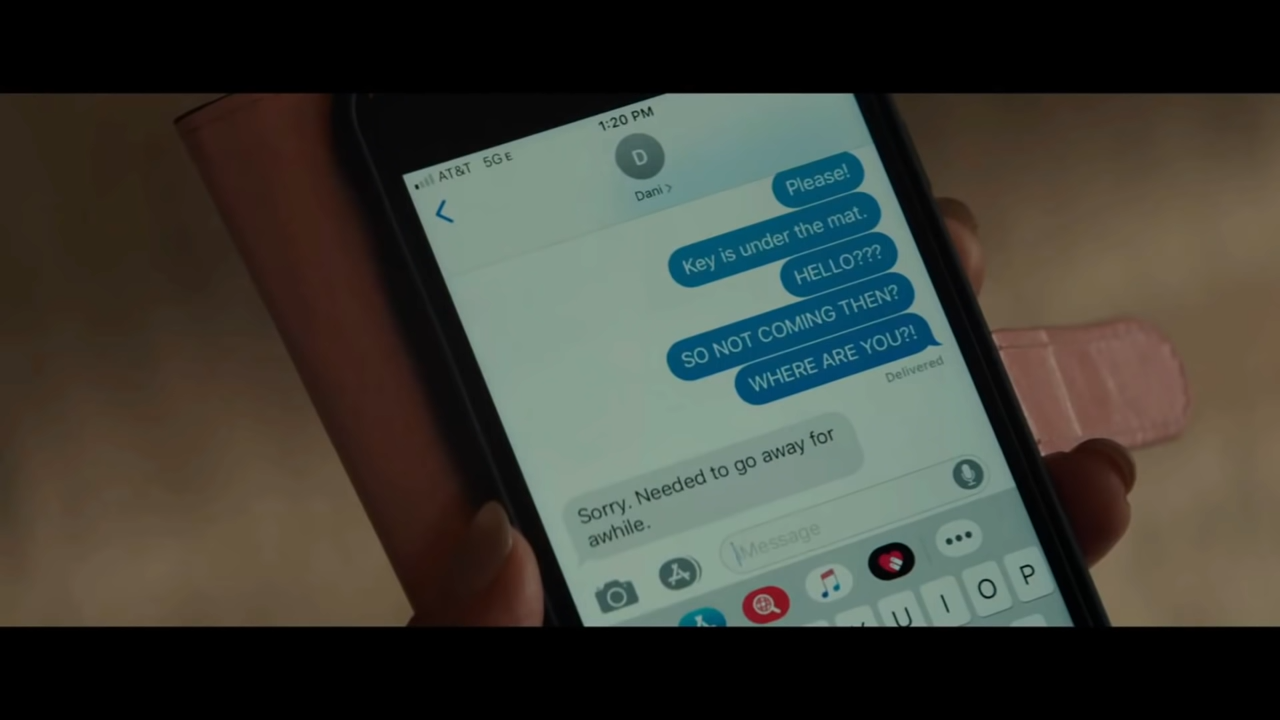 1:20 PM
AT&T 5G E
D
Dani >
Please!
Key is under the mat.
HELLO???
SO NOT COMING THEN?
WHERE ARE YOU?!
Delivered
Sorry. Needed to go away for
awhile.
Message
U I O P